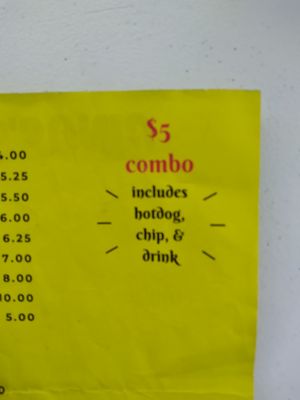 $5
combo
includes
hotdog,
chip, &
drink
.00
5.25
5.50
6.00
6.25
7.00
8.00
10.00
5.00